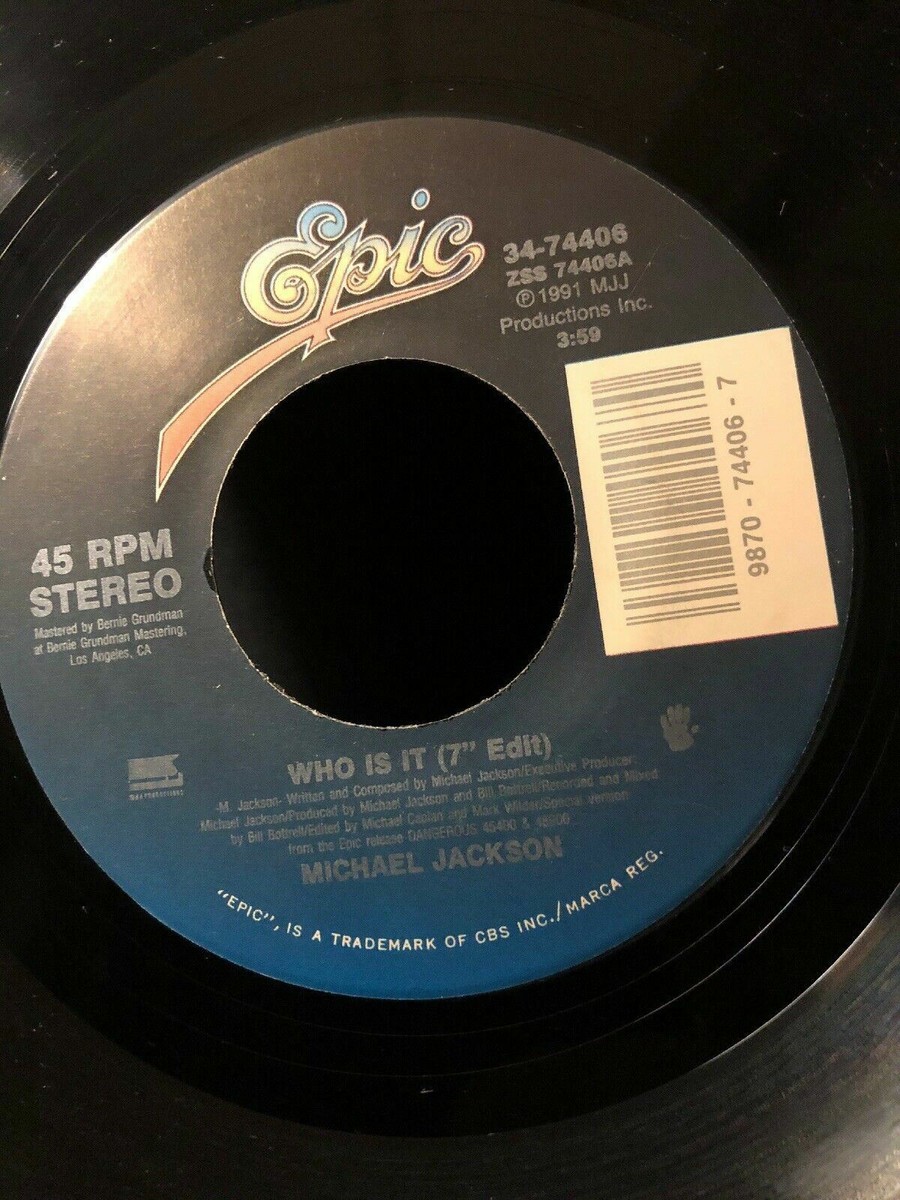 Epic
34-74406
ZSS 74406A
℗ 1991 MJJ
Productions Inc.
3:59
9870 - 74406 - 7
45 RPM
STEREO
Mastered by Bernie Grundman
at Bernie Grundman Mastering,
Los Angeles, CA
WHO IS IT (7" Edit)
-M. Jackson- Written and Composed by Michael Jackson/Executive Producer:
Michael Jackson/Produced by Michael Jackson and Bill Bottrell/Recorded and Mixed
by Bill Bottrell/Edited by Michael Caplan and Mark Wilder/Special version
from the Epic release DANGEROUS 45400 & 48900
MICHAEL JACKSON
"EPIC", IS A TRADEMARK OF CBS INC./MARCA REG.